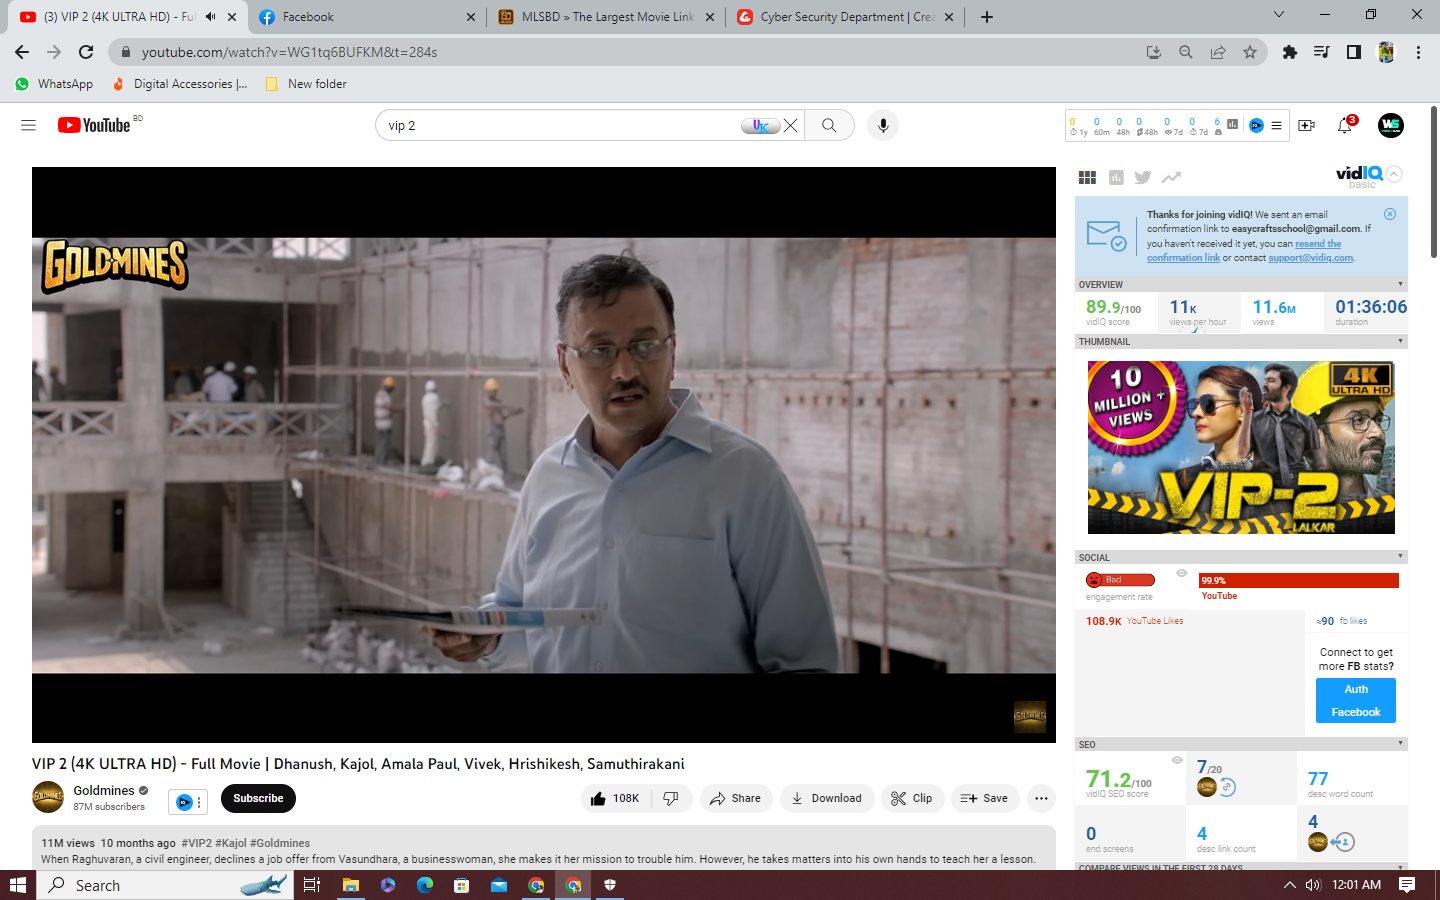 (3) VIP 2 (4K ULTRA HD) - Ful
Facebook
MLSBD » The Largest Movie Link
Cyber Security Department | Crea
youtube.com/watch?v=WG1tq6BUFKM&t=284s
WhatsApp
Digital Accessories |...
New folder
YouTube BD
vip 2
UK
0 0 0 0 0 0 6
1y 60m 48h 48h 7d 7d
3
WS
vidIQ
basic
GOLDMINES
Thanks for joining vidIQ! We sent an email
confirmation link to easycraftsschool@gmail.com. If
you haven't received it yet, you can resend the
confirmation link or contact support@vidiq.com.
OVERVIEW
89.9/100
vidIQ score
11K
views per hour
11.6M
views
01:36:06
duration
THUMBNAIL
10
MILLION +
VIEWS
4K
ULTRA HD
VIP-2
LALKAR
SOCIAL
Bad
engagement rate
99.9%
YouTube
108.9K YouTube Likes
≈90 fb likes
Connect to get
more FB stats?
Auth
Facebook
GOLDMINES
VIP 2 (4K ULTRA HD) - Full Movie | Dhanush, Kajol, Amala Paul, Vivek, Hrishikesh, Samuthirakani
Goldmines
87M subscribers
Subscribe
108K
Share
Download
Clip
Save
11M views 10 months ago #VIP2 #Kajol #Goldmines
When Raghuvaran, a civil engineer, declines a job offer from Vasundhara, a businesswoman, she makes it her mission to trouble him. However, he takes matters into his own hands to teach her a lesson.
SEO
71.2/100
vidIQ SEO score
7/20
77
desc word count
0
end screens
4
desc link count
4
COMPARE VIEWS IN THE FIRST 28 DAYS
Search
12:01 AM